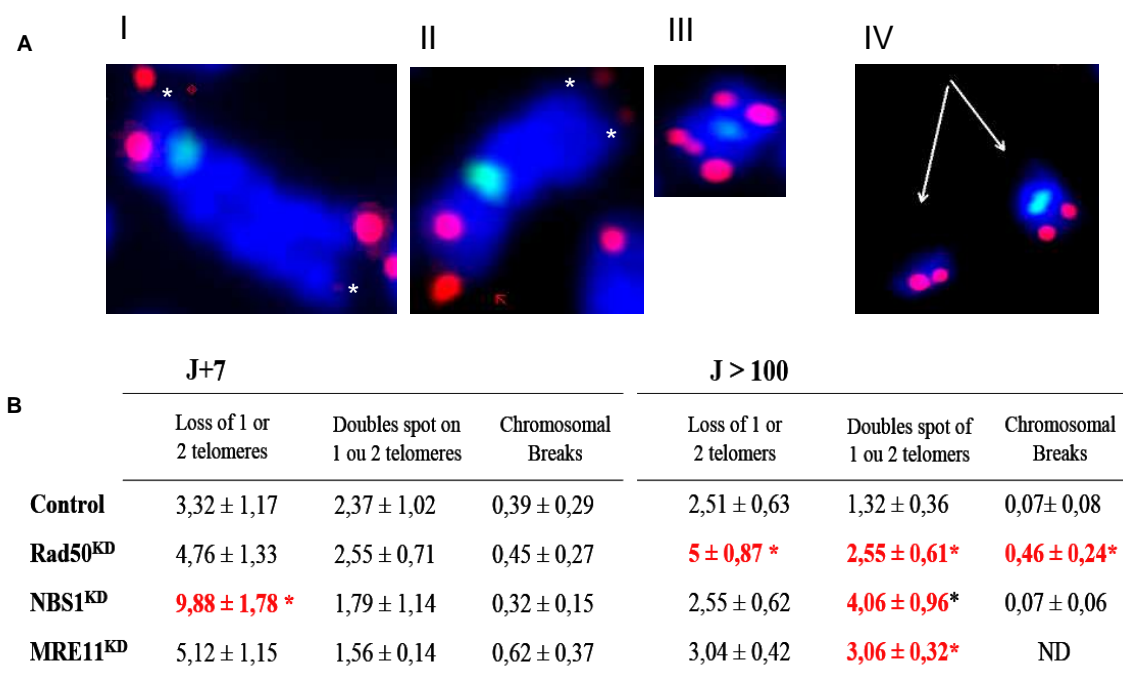 A
I
II
III
IV
*
*
*
*
B
J+7
J > 100
Loss of 1 or 2 telomeres
Doubles spot on 1 ou 2 telomeres
Chromosomal Breaks
Loss of 1 or 2 telomers
Doubles spot of 1 ou 2 telomers
Chromosomal Breaks
Control 3,32 ± 1,17 2,37 ± 1,02 0,39 ± 0,29 2,51 ± 0,63 1,32 ± 0,36 0,07± 0,08
Rad50KD 4,76 ± 1,33 2,55 ± 0,71 0,45 ± 0,27 5 ± 0,87 * 2,55 ± 0,61* 0,46 ± 0,24*
NBS1KD 9,88 ± 1,78 * 1,79 ± 1,14 0,32 ± 0,15 2,55 ± 0,62 4,06 ± 0,96* 0,07 ± 0,06
MRE11KD 5,12 ± 1,15 1,56 ± 0,14 0,62 ± 0,37 3,04 ± 0,42 3,06 ± 0,32* ND